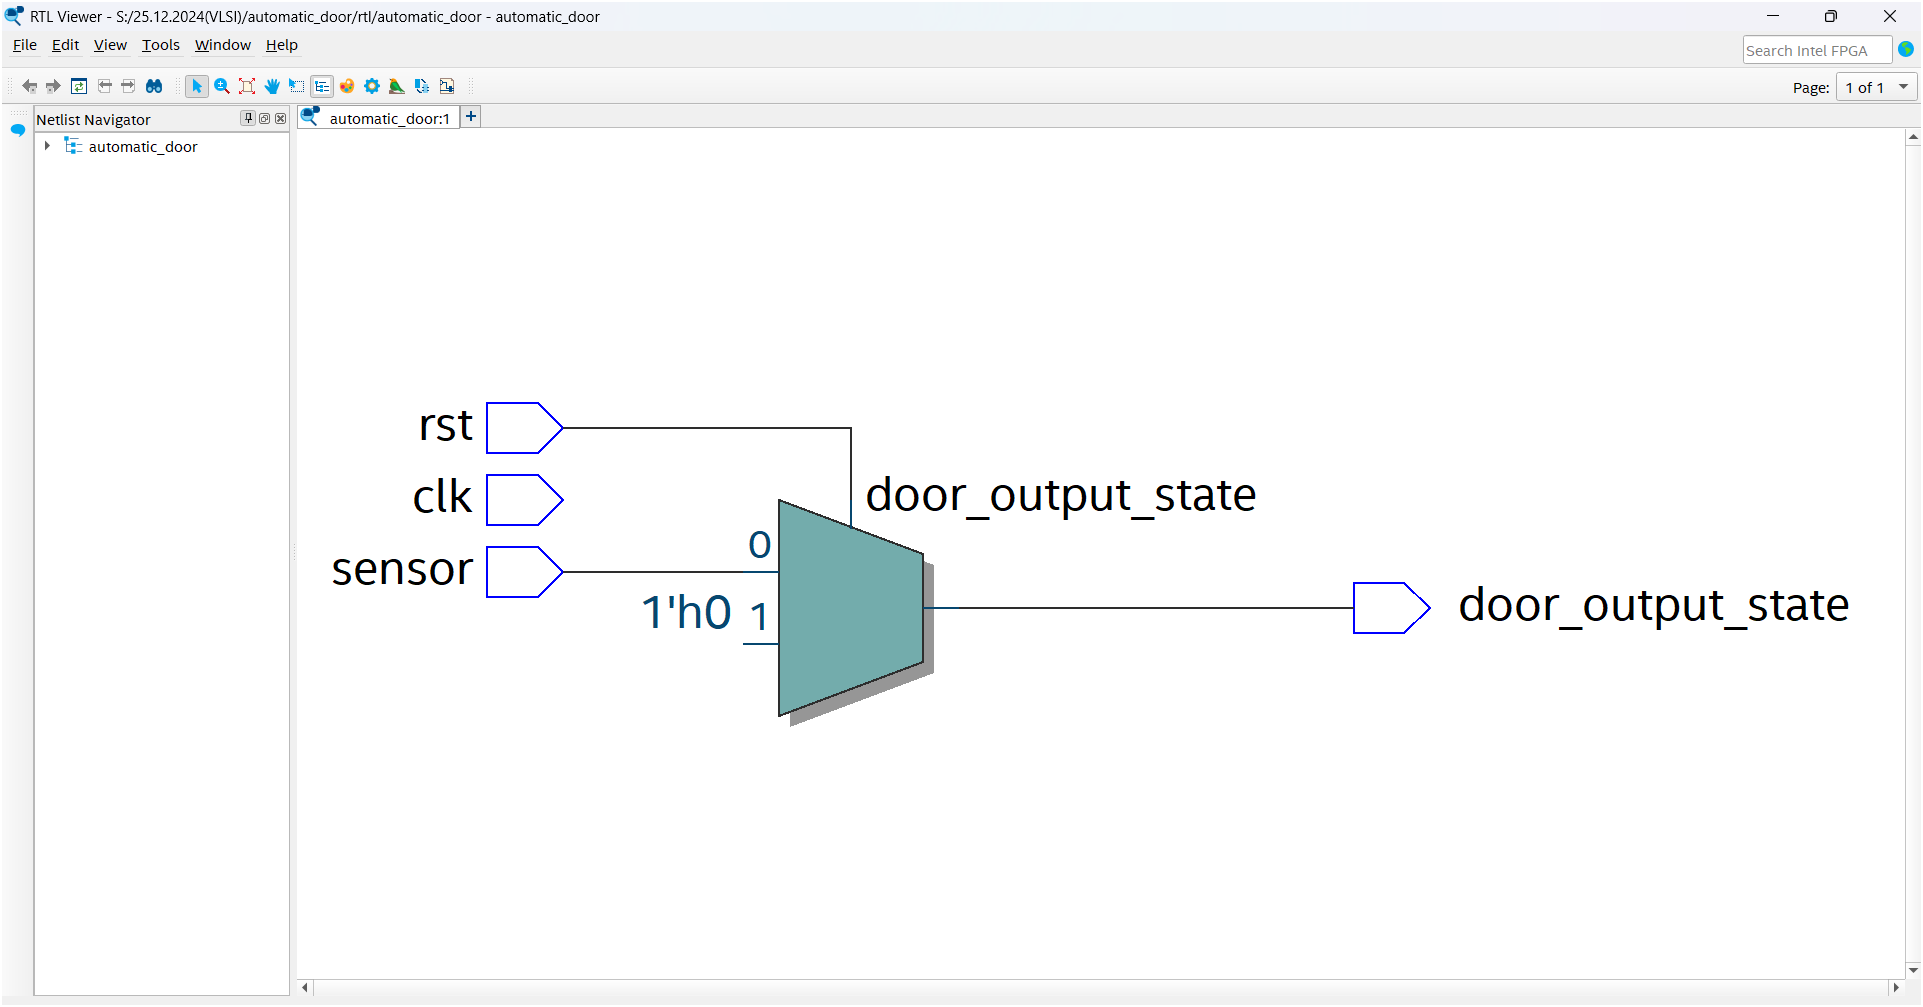 RTL Viewer - S:/25.12.2024(VLSI)/automatic_door/rtl/automatic_door - automatic_door
File Edit View Tools Window Help
Search Intel FPGA
Page: 1 of 1
Netlist Navigator
automatic_door:1
automatic_door
rst
clk
door_output_state
sensor
0
1'h0
1
door_output_state